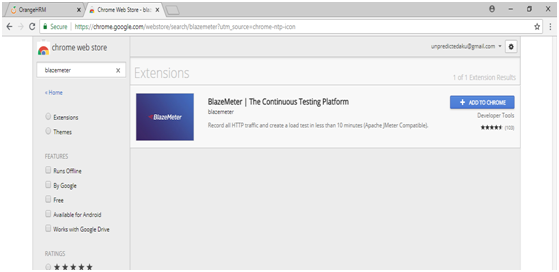 OrangeHRM
Chrome Web Store - blaz
Secure
https://chrome.google.com/webstore/search/blazemeter?utm_source=chrome-ntp-icon
chrome web store
unpredictedaku@gmail.com
blazemeter
Extensions
1 of 1 Extension Results
« Home
Extensions
Themes
FEATURES
Runs Offline
By Google
Free
Available for Android
Works with Google Drive
RATINGS
BlazeMeter
BlazeMeter | The Continuous Testing Platform
blazemeter
Record all HTTP traffic and create a load test in less than 10 minutes (Apache JMeter Compatible).
+ ADD TO CHROME
Developer Tools
(103)